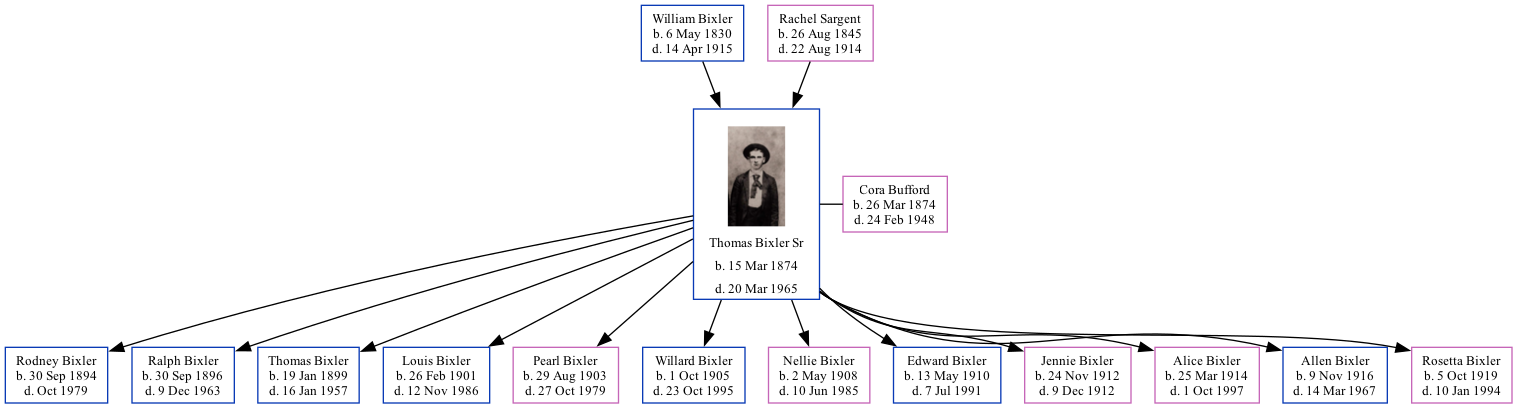 William Bixler
b. 6 May 1830
d. 14 Apr 1915
Rachel Sargent
b. 26 Aug 1845
d. 22 Aug 1914
Thomas Bixler Sr
b. 15 Mar 1874
d. 20 Mar 1965
Cora Bufford
b. 26 Mar 1874
d. 24 Feb 1948
Rodney Bixler
b. 30 Sep 1894
d. Oct 1979
Ralph Bixler
b. 30 Sep 1896
d. 9 Dec 1963
Thomas Bixler
b. 19 Jan 1899
d. 16 Jan 1957
Louis Bixler
b. 26 Feb 1901
d. 12 Nov 1986
Pearl Bixler
b. 29 Aug 1903
d. 27 Oct 1979
Willard Bixler
b. 1 Oct 1905
d. 23 Oct 1995
Nellie Bixler
b. 2 May 1908
d. 10 Jun 1985
Edward Bixler
b. 13 May 1910
d. 7 Jul 1991
Jennie Bixler
b. 24 Nov 1912
d. 9 Dec 1912
Alice Bixler
b. 25 Mar 1914
d. 1 Oct 1997
Allen Bixler
b. 9 Nov 1916
d. 14 Mar 1967
Rosetta Bixler
b. 5 Oct 1919
d. 10 Jan 1994